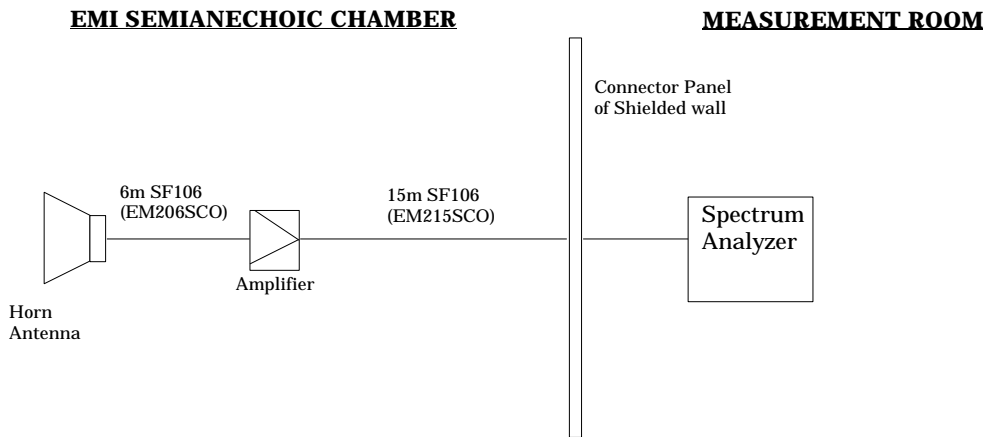 EMI SEMIANECHOIC CHAMBER
MEASUREMENT ROOM
Connector Panel
of Shielded wall
6m SF106
(EM206SCO)
15m SF106
(EM215SCO)
Spectrum
Analyzer
Amplifier
Horn
Antenna